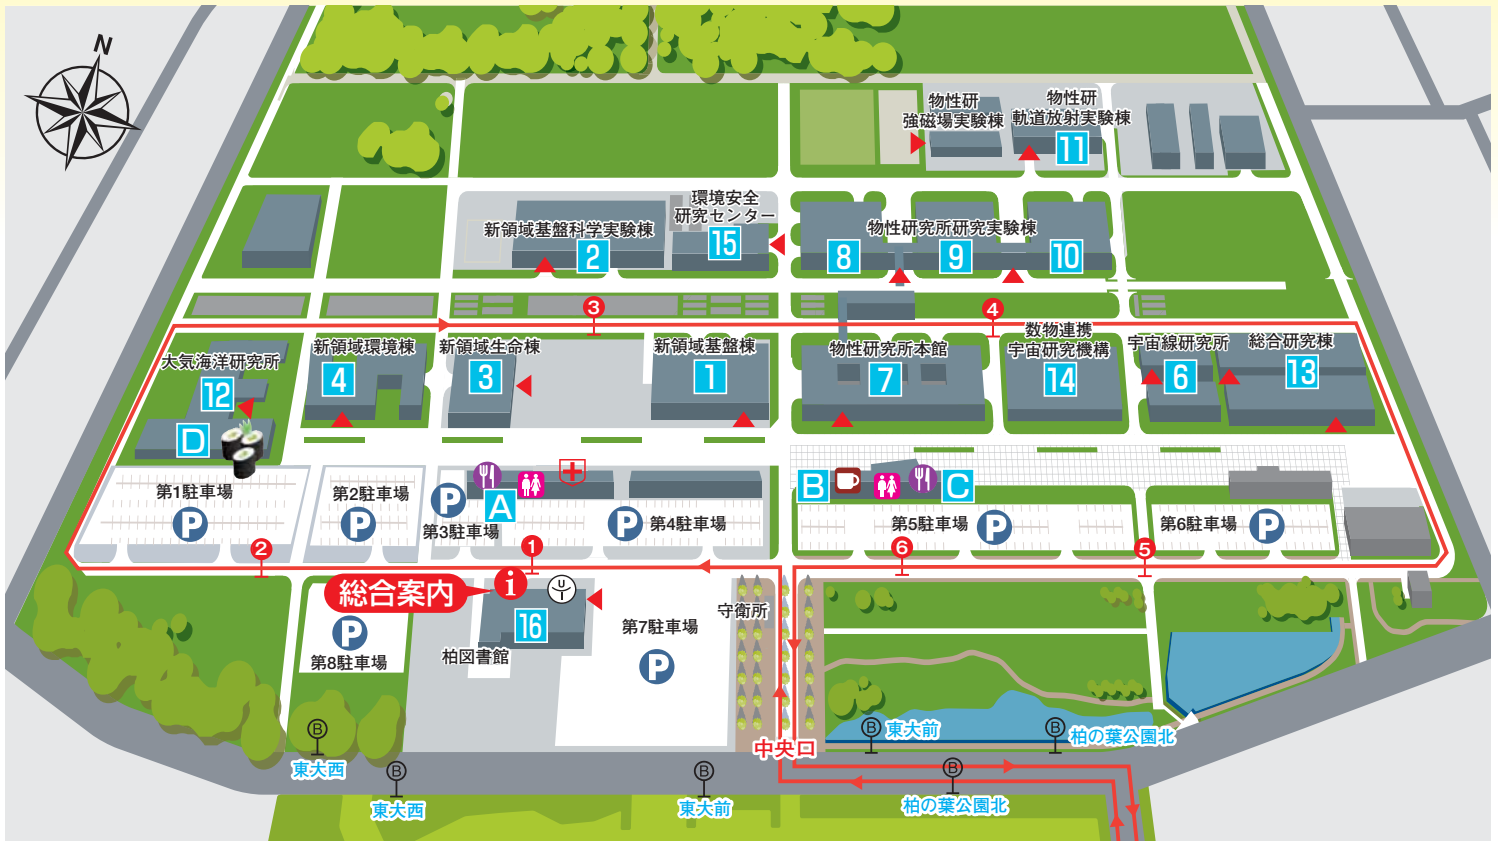 N
物性研
強磁場実験棟
物性研
軌道放射実験棟
11
環境安全
研究センター
15
新領域基盤科学実験棟
2
物性研究所研究実験棟
8
9
10
3
4
大気海洋研究所
12
D
新領域環境棟
4
新領域生命棟
3
新領域基盤棟
1
物性研究所本館
7
数物連携
宇宙研究機構
14
宇宙線研究所
6
総合研究棟
13
第1駐車場
P
第2駐車場
P
P
第3駐車場
A
P
第4駐車場
B
C
第5駐車場
P
第6駐車場
P
2
1
6
5
総合案内
i
16
柏図書館
P
第8駐車場
第7駐車場
P
守衛所
中央口
B
東大西
B
東大西
B
東大前
B
東大前
B
柏の葉公園北
B
柏の葉公園北